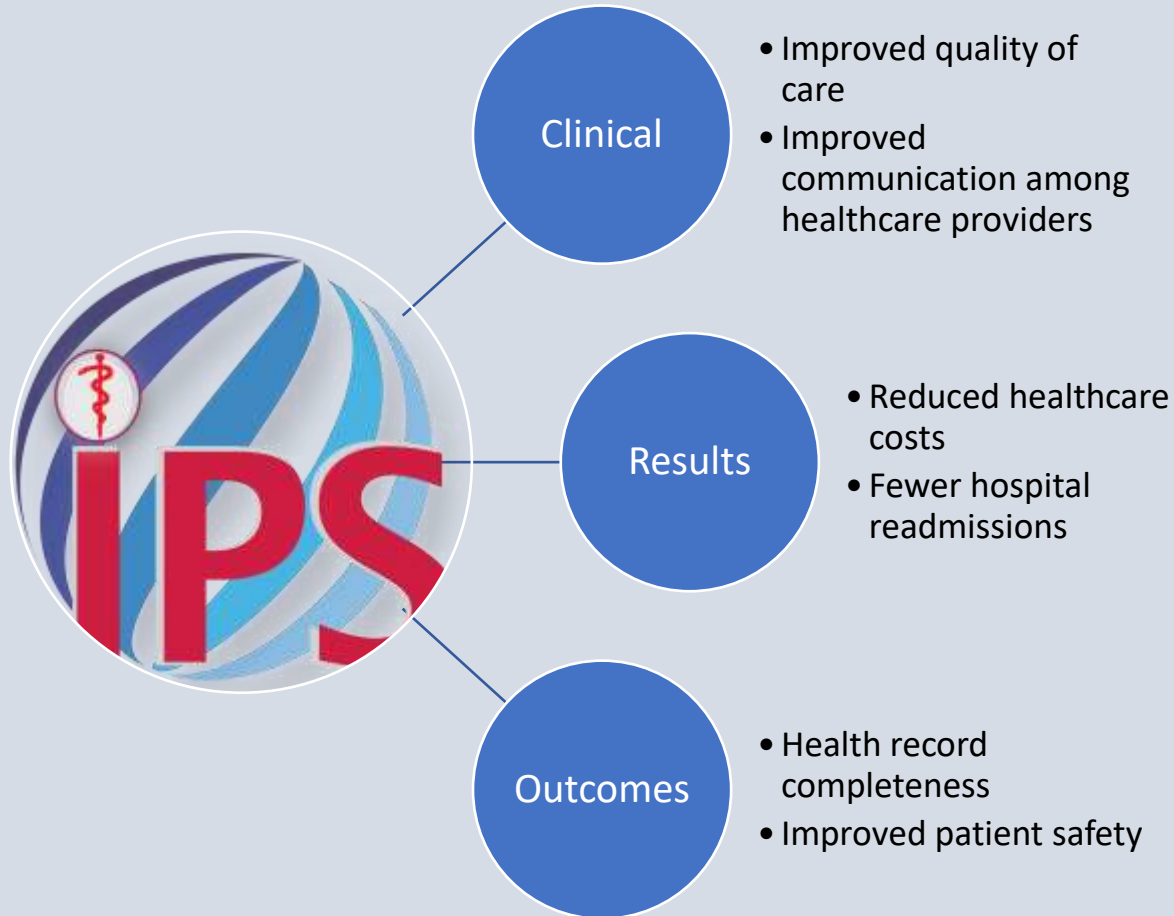 Clinical
• Improved quality of
care
• Improved
communication among
healthcare providers
iPS
Results
• Reduced healthcare
costs
• Fewer hospital
readmissions
Outcomes
• Health record
completeness
• Improved patient safety